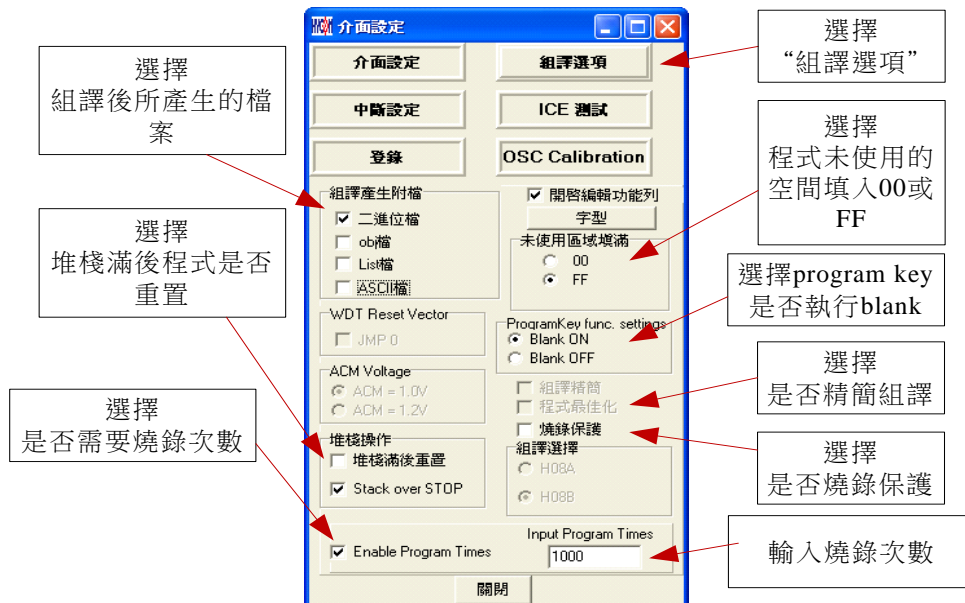 介面設定
介面設定
組譯選項
中斷設定
ICE 測試
登錄
OSC Calibration
組譯產生附檔
二進位檔
obj檔
List檔
ASCII檔
開啓編輯功能列
字型
未使用區域填滿
00
FF
WDT Reset Vector
JMP 0
ProgramKey func. settings
Blank ON
Blank OFF
ACM Voltage
ACM = 1.0V
ACM = 1.2V
組譯精簡
程式最佳化
燒錄保護
堆棧操作
堆棧滿後重置
Stack over STOP
組譯選擇
H08A
H08B
Enable Program Times
Input Program Times
1000
關閉
選擇
組譯後所產生的檔
案
選擇
堆棧滿後程式是否
重置
選擇
是否需要燒錄次數
選擇
“組譯選項”
選擇
程式未使用的
空間填入00或
FF
選擇program key
是否執行blank
選擇
是否精簡組譯
選擇
是否燒錄保護
輸入燒錄次數